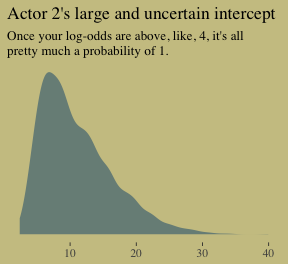 Actor 2's large and uncertain intercept
Once your log-odds are above, like, 4, it's all
pretty much a probability of 1.
10 20 30 40